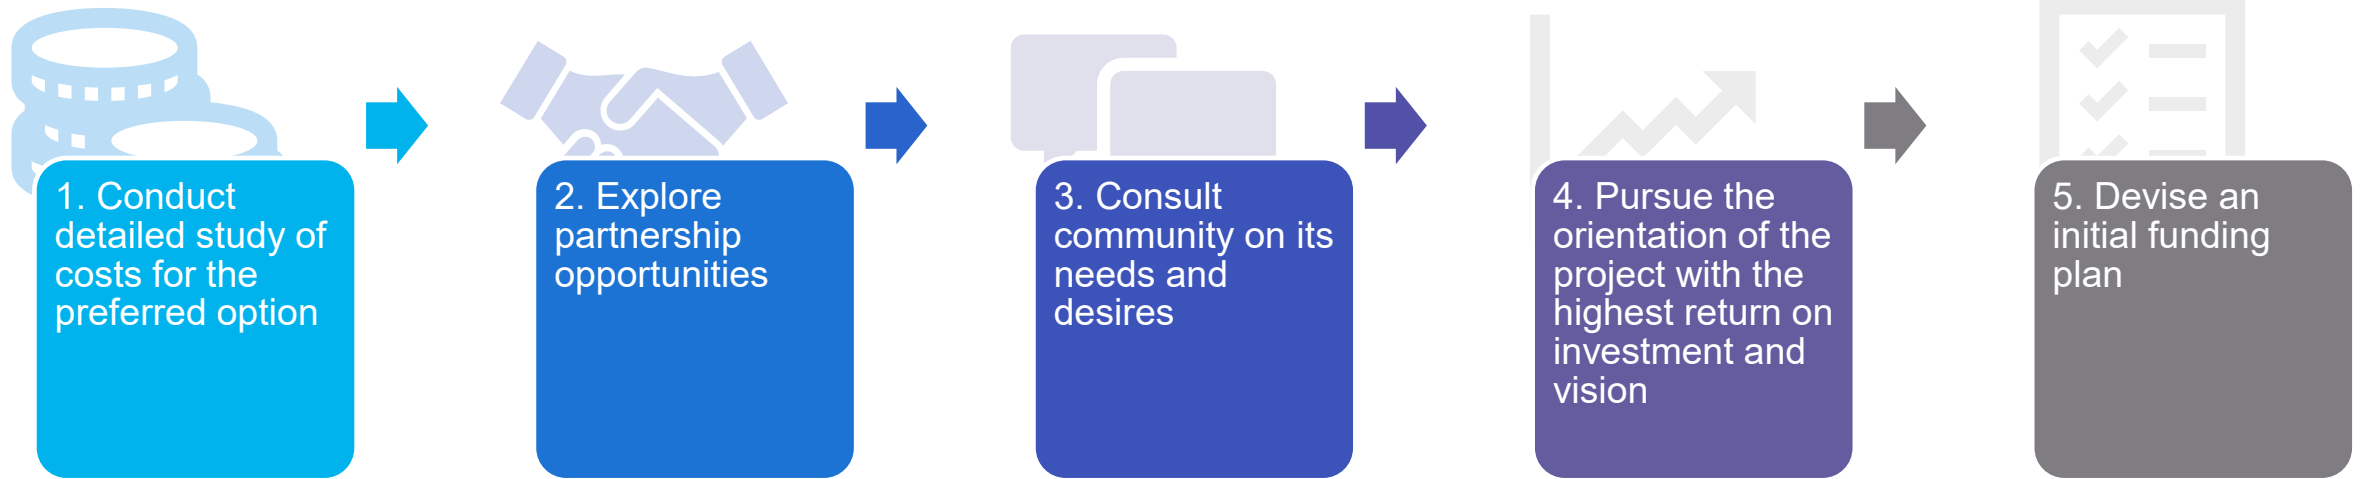 1. Conduct
detailed study of
costs for the
preferred option
2. Explore
partnership
opportunities
3. Consult
community on its
needs and
desires
4. Pursue the
orientation of the
project with the
highest return on
investment and
vision
5. Devise an
initial funding
plan